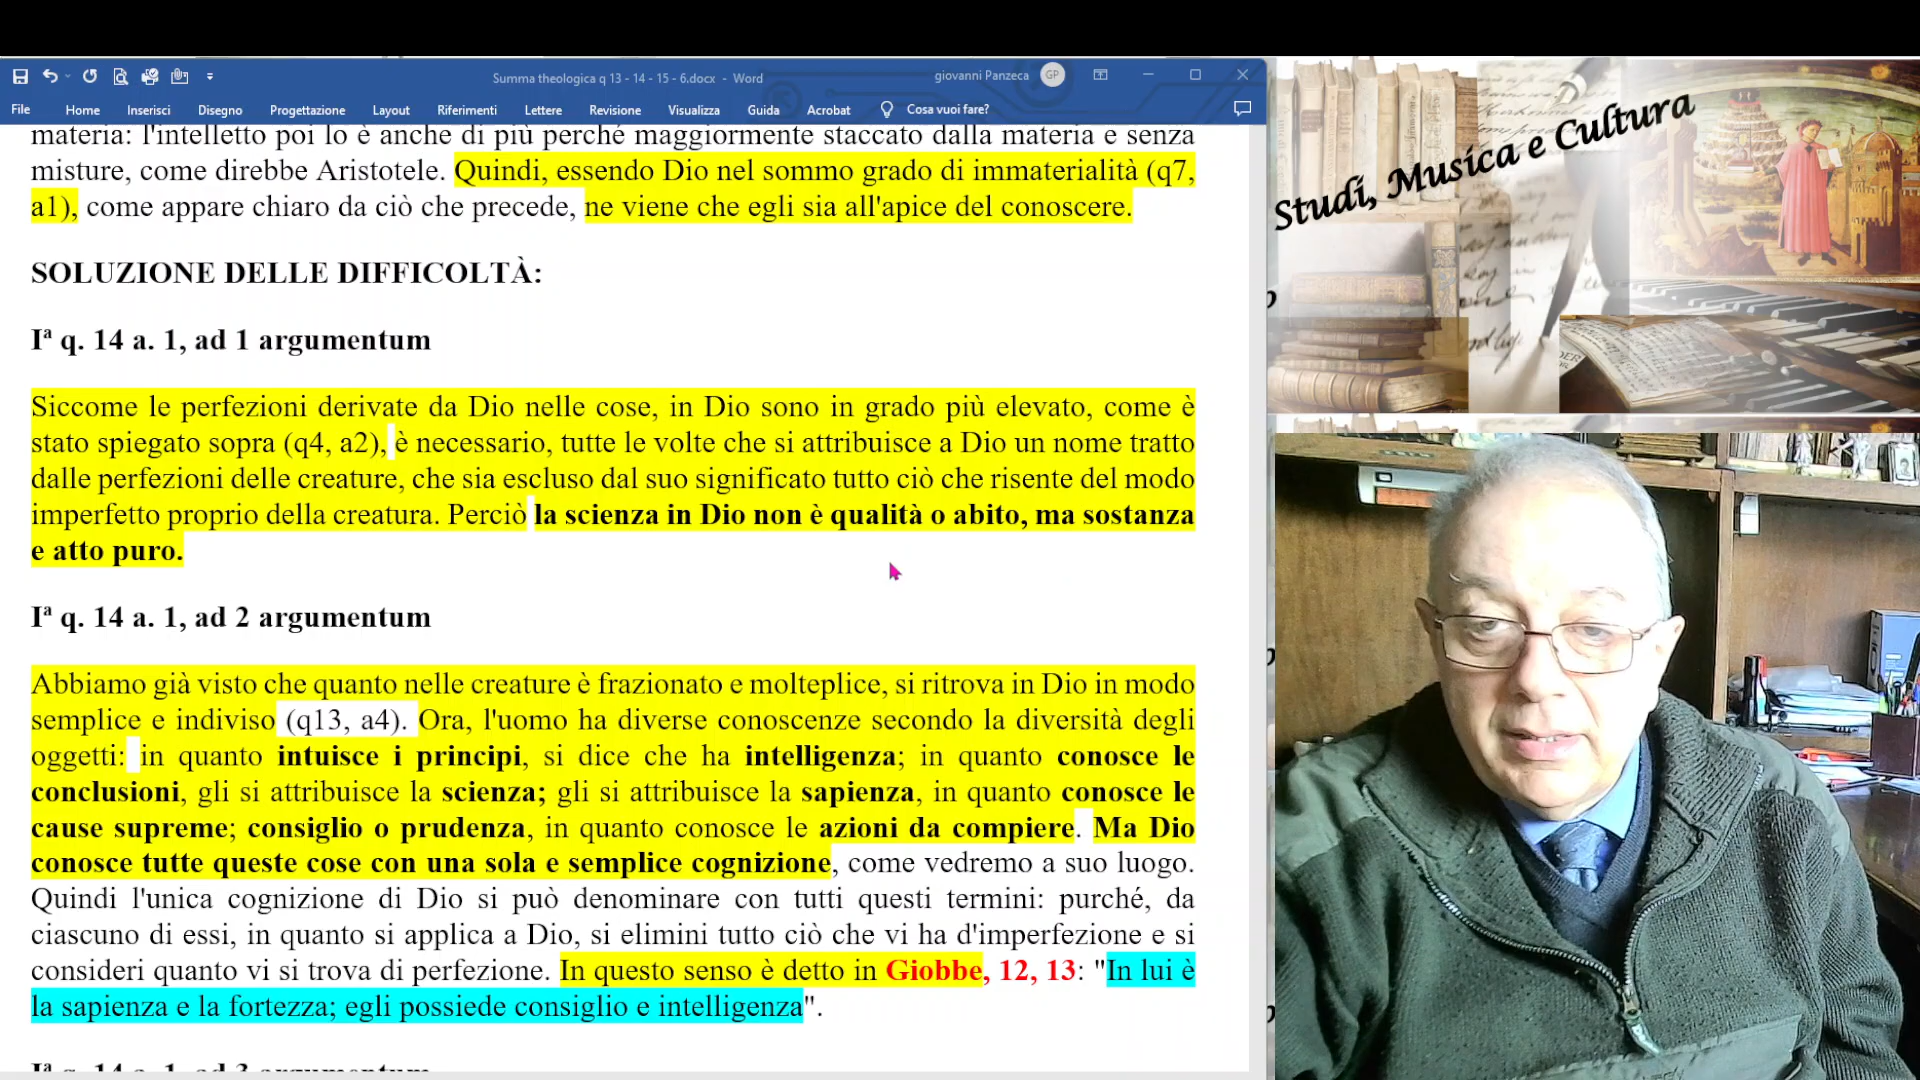 Summa theologica q 13 - 14 - 15 - 6.docx - Word
giovanni Panzeca
GP
File Home Inserisci Disegno Progettazione Layout Riferimenti Lettere Revisione Visualizza Guida Acrobat Cosa vuoi fare?
materia: l'intelletto poi lo è anche di più perché maggiormente staccato dalla materia e senza
misture, come direbbe Aristotele. Quindi, essendo Dio nel sommo grado di immaterialità (q7,
a1), come appare chiaro da ciò che precede, ne viene che egli sia all'apice del conoscere.
SOLUZIONE DELLE DIFFICOLTÀ:
Iª q. 14 a. 1, ad 1 argumentum
Siccome le perfezioni derivate da Dio nelle cose, in Dio sono in grado più elevato, come è
stato spiegato sopra (q4, a2), è necessario, tutte le volte che si attribuisce a Dio un nome tratto
dalle perfezioni delle creature, che sia escluso dal suo significato tutto ciò che risente del modo
imperfetto proprio della creatura. Perciò la scienza in Dio non è qualità o abito, ma sostanza
e atto puro.
Iª q. 14 a. 1, ad 2 argumentum
Abbiamo già visto che quanto nelle creature è frazionato e molteplice, si ritrova in Dio in modo
semplice e indiviso (q13, a4). Ora, l'uomo ha diverse conoscenze secondo la diversità degli
oggetti: in quanto intuisce i principi, si dice che ha intelligenza; in quanto conosce le
conclusioni, gli si attribuisce la scienza; gli si attribuisce la sapienza, in quanto conosce le
cause supreme; consiglio o prudenza, in quanto conosce le azioni da compiere. Ma Dio
conosce tutte queste cose con una sola e semplice cognizione, come vedremo a suo luogo.
Quindi l'unica cognizione di Dio si può denominare con tutti questi termini: purché, da
ciascuno di essi, in quanto si applica a Dio, si elimini tutto ciò che vi ha d'imperfezione e si
consideri quanto vi si trova di perfezione. In questo senso è detto in Giobbe, 12, 13: "In lui è
la sapienza e la fortezza; egli possiede consiglio e intelligenza".
Iª q. 14 a. 1, ad 3 argumentum
Studi, Musica e Cultura